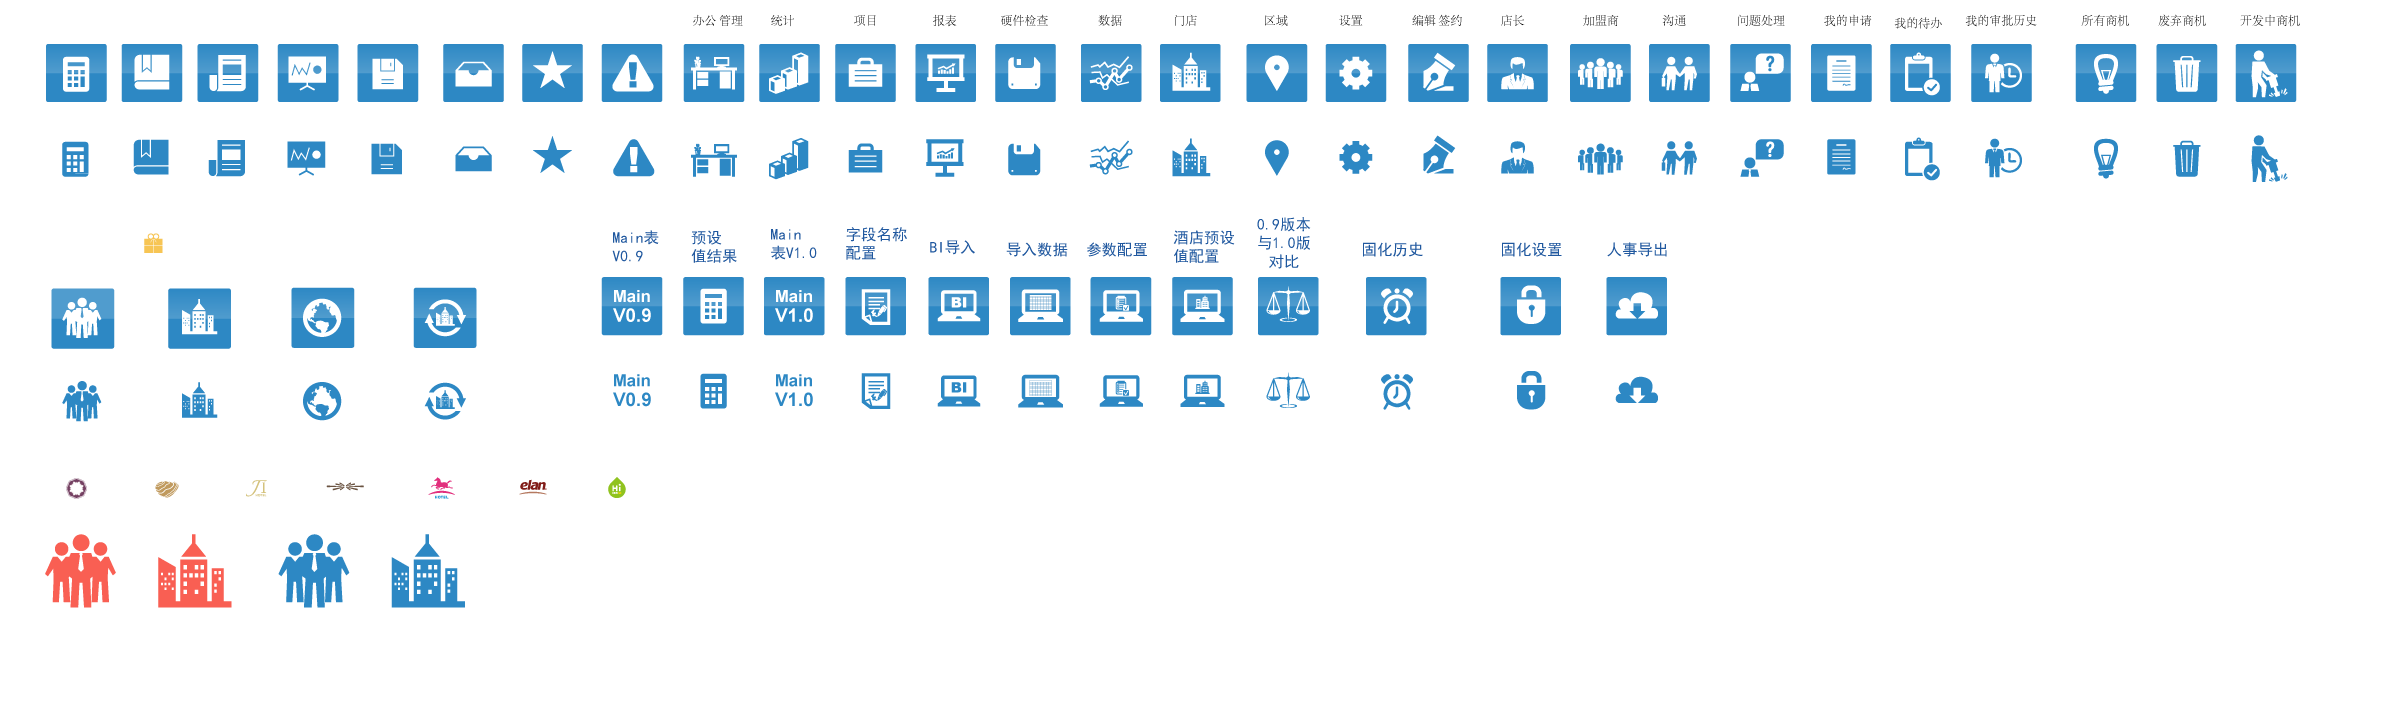 办公 管理
统计
项目
报表
硬件检查
数据
门店
区域
设置
编辑 签约
店长
加盟商
沟通
问题处理
我的申请
我的待办
我的审批历史
所有商机
废弃商机
开发中商机
?
?
Main表
V0.9
预设
值结果
Main
表V1.0
字段名称
配置
BI导入
导入数据
参数配置
酒店预设
值配置
0.9版本
与1.0版
对比
固化历史
固化设置
人事导出
Main
V0.9
Main
V1.0
BI
Main
V0.9
Main
V1.0
BI
HOTEL
elan
Hi